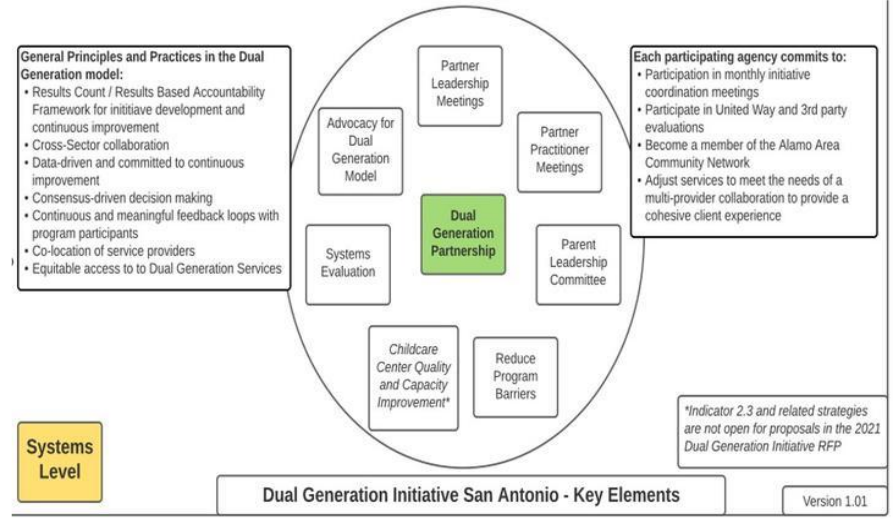 General Principles and Practices in the Dual
Generation model:
• Results Count / Results Based Accountability
Framework for inititiave development and
continuous improvement
• Cross-Sector collaboration
• Data-driven and committed to continuous
improvement
• Consensus-driven decision making
• Continuous and meaningful feedback loops with
program participants
• Co-location of service providers
• Equitable access to to Dual Generation Services
Partner
Leadership
Meetings
Advocacy for
Dual
Generation
Model
Partner
Practitioner
Meetings
Dual
Generation
Partnership
Systems
Evaluation
Parent
Leadership
Committee
Childcare
Center Quality
and Capacity
Improvement*
Reduce
Program
Barriers
Each participating agency commits to:
• Participation in monthly initiative
coordination meetings
• Participate in United Way and 3rd party
evaluations
• Become a member of the Alamo Area
Community Network
• Adjust services to meet the needs of a
multi-provider collaboration to provide a
cohesive client experience
*Indicator 2.3 and related strategies
are not open for proposals in the 2021
Dual Generation Initiative RFP
Systems
Level
Dual Generation Initiative San Antonio - Key Elements
Version 1.01